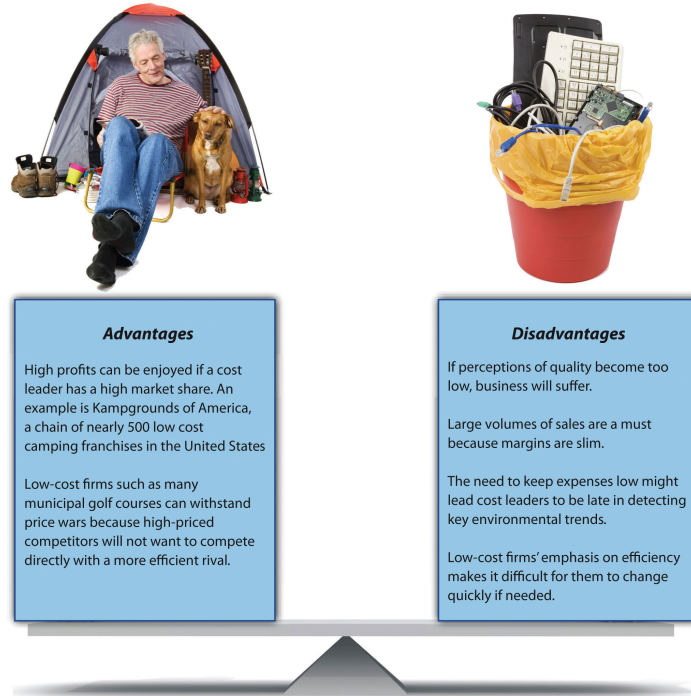 Advantages
High profits can be enjoyed if a cost
leader has a high market share. An
example is Kampgrounds of America,
a chain of nearly 500 low cost
camping franchises in the United States
Low-cost firms such as many
municipal golf courses can withstand
price wars because high-priced
competitors will not want to compete
directly with a more efficient rival.
Disadvantages
If perceptions of quality become too
low, business will suffer.
Large volumes of sales are a must
because margins are slim.
The need to keep expenses low might
lead cost leaders to be late in detecting
key environmental trends.
Low-cost firms' emphasis on efficiency
makes it difficult for them to change
quickly if needed.